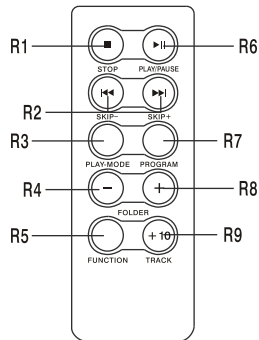 R1 R6
STOP PLAY/PAUSE
R2
SKIP– SKIP+
R3 R7
PLAY-MODE PROGRAM
R4 – + R8
FOLDER
R5 +10 R9
FUNCTION TRACK